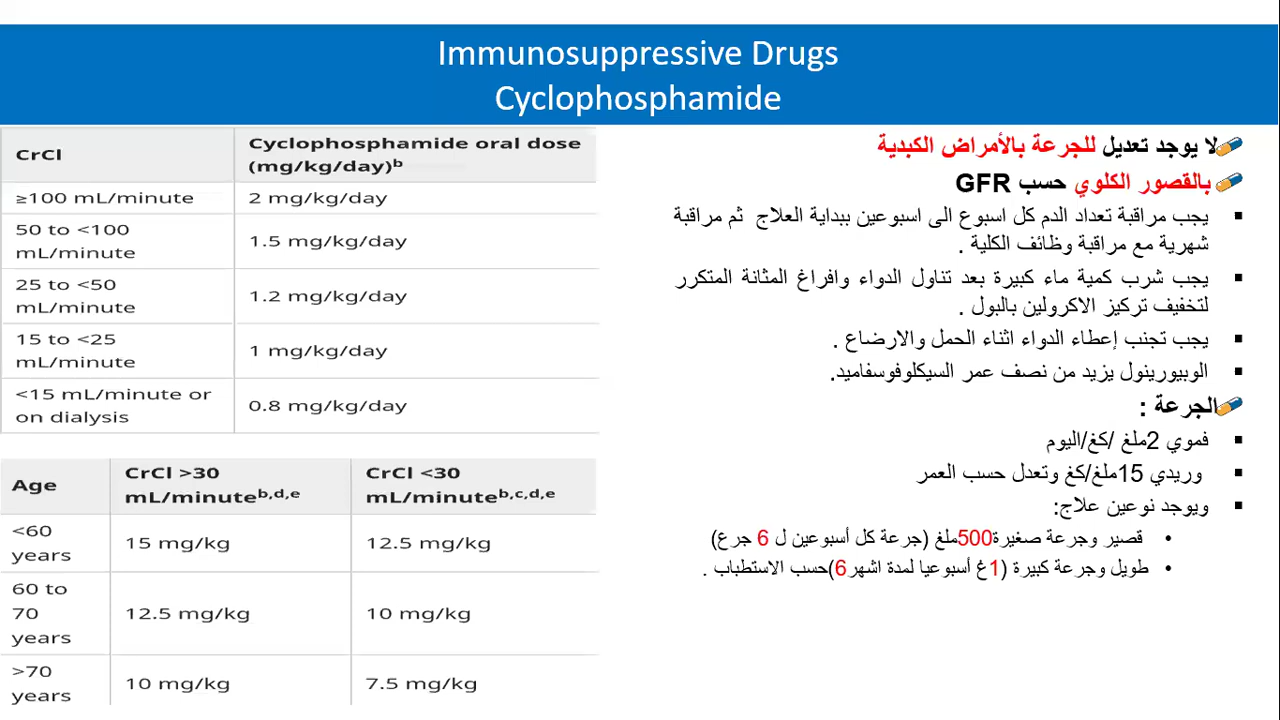 Immunosuppressive Drugs
Cyclophosphamide
CrCl
Cyclophosphamide oral dose
(mg/kg/day)b
≥100 mL/minute
2 mg/kg/day
50 to <100
mL/minute
1.5 mg/kg/day
25 to <50
mL/minute
1.2 mg/kg/day
15 to <25
mL/minute
1 mg/kg/day
<15 mL/minute or
on dialysis
0.8 mg/kg/day
Age
CrCl >30
mL/minuteb,d,e
CrCl <30
mL/minuteb,c,d,e
<60
years
15 mg/kg
12.5 mg/kg
60 to
70
years
12.5 mg/kg
10 mg/kg
>70
years
10 mg/kg
7.5 mg/kg
لا يوجد تعديل للجرعة بالأمراض الكبدية
بالقصور الكلوي حسب GFR
يجب مراقبة تعداد الدم كل اسبوع الى اسبوعين ببداية العلاج ثم مراقبة
شهرية مع مراقبة وظائف الكلية .
يجب شرب كمية ماء كبيرة بعد تناول الدواء وافراغ المثانة المتكرر
لتخفيف تركيز الاكرولين بالبول .
يجب تجنب إعطاء الدواء اثناء الحمل والارضاع .
الوبيورينول يزيد من نصف عمر السيكلوفوسفاميد.
الجرعة :
فموي 2ملغ /كغ/اليوم
وريدي 15ملغ/كغ وتعدل حسب العمر
ويوجد نوعين علاج:
قصير وجرعة صغيرة500ملغ (جرعة كل أسبوعين ل 6 جرع)
طويل وجرعة كبيرة (1غ أسبوعيا لمدة اشهر6)حسب الاستطباب .